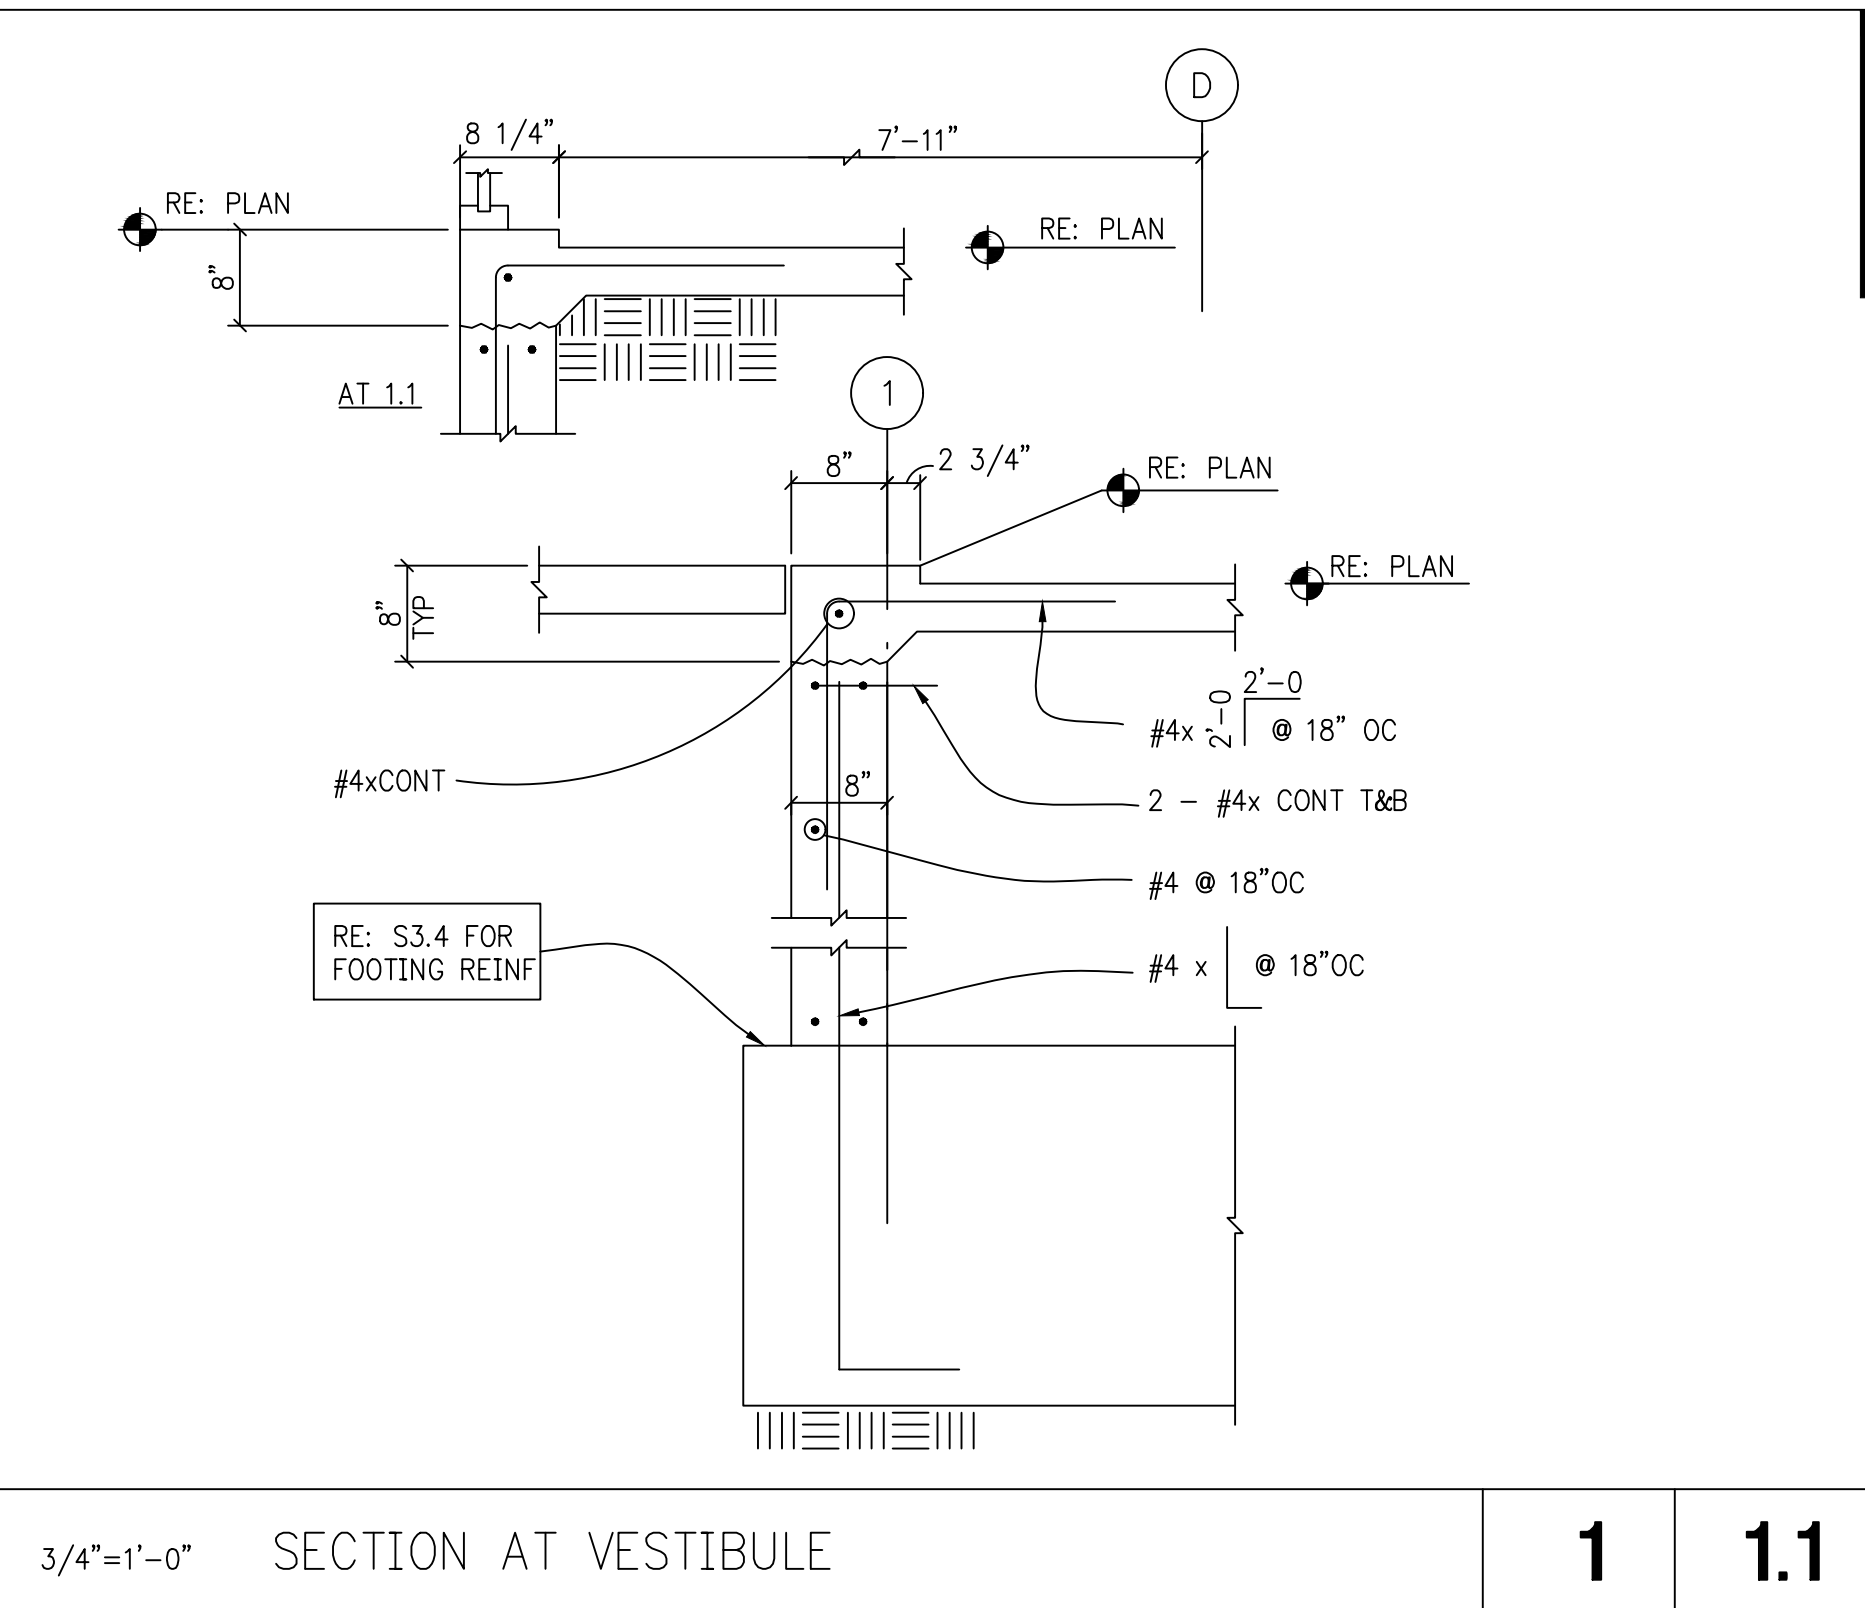 D
8 1/4"
7'-11"
RE: PLAN
RE: PLAN
8"
AT 1.1
1
8"
2 3/4"
RE: PLAN
RE: PLAN
8"
TYP
2'-0
#4x 2'-0 @ 18" OC
#4xCONT
8"
2 - #4x CONT T&B
#4 @ 18"OC
RE: S3.4 FOR
FOOTING REINF
#4 x @ 18"OC
3/4"=1'-0" SECTION AT VESTIBULE 1 1.1